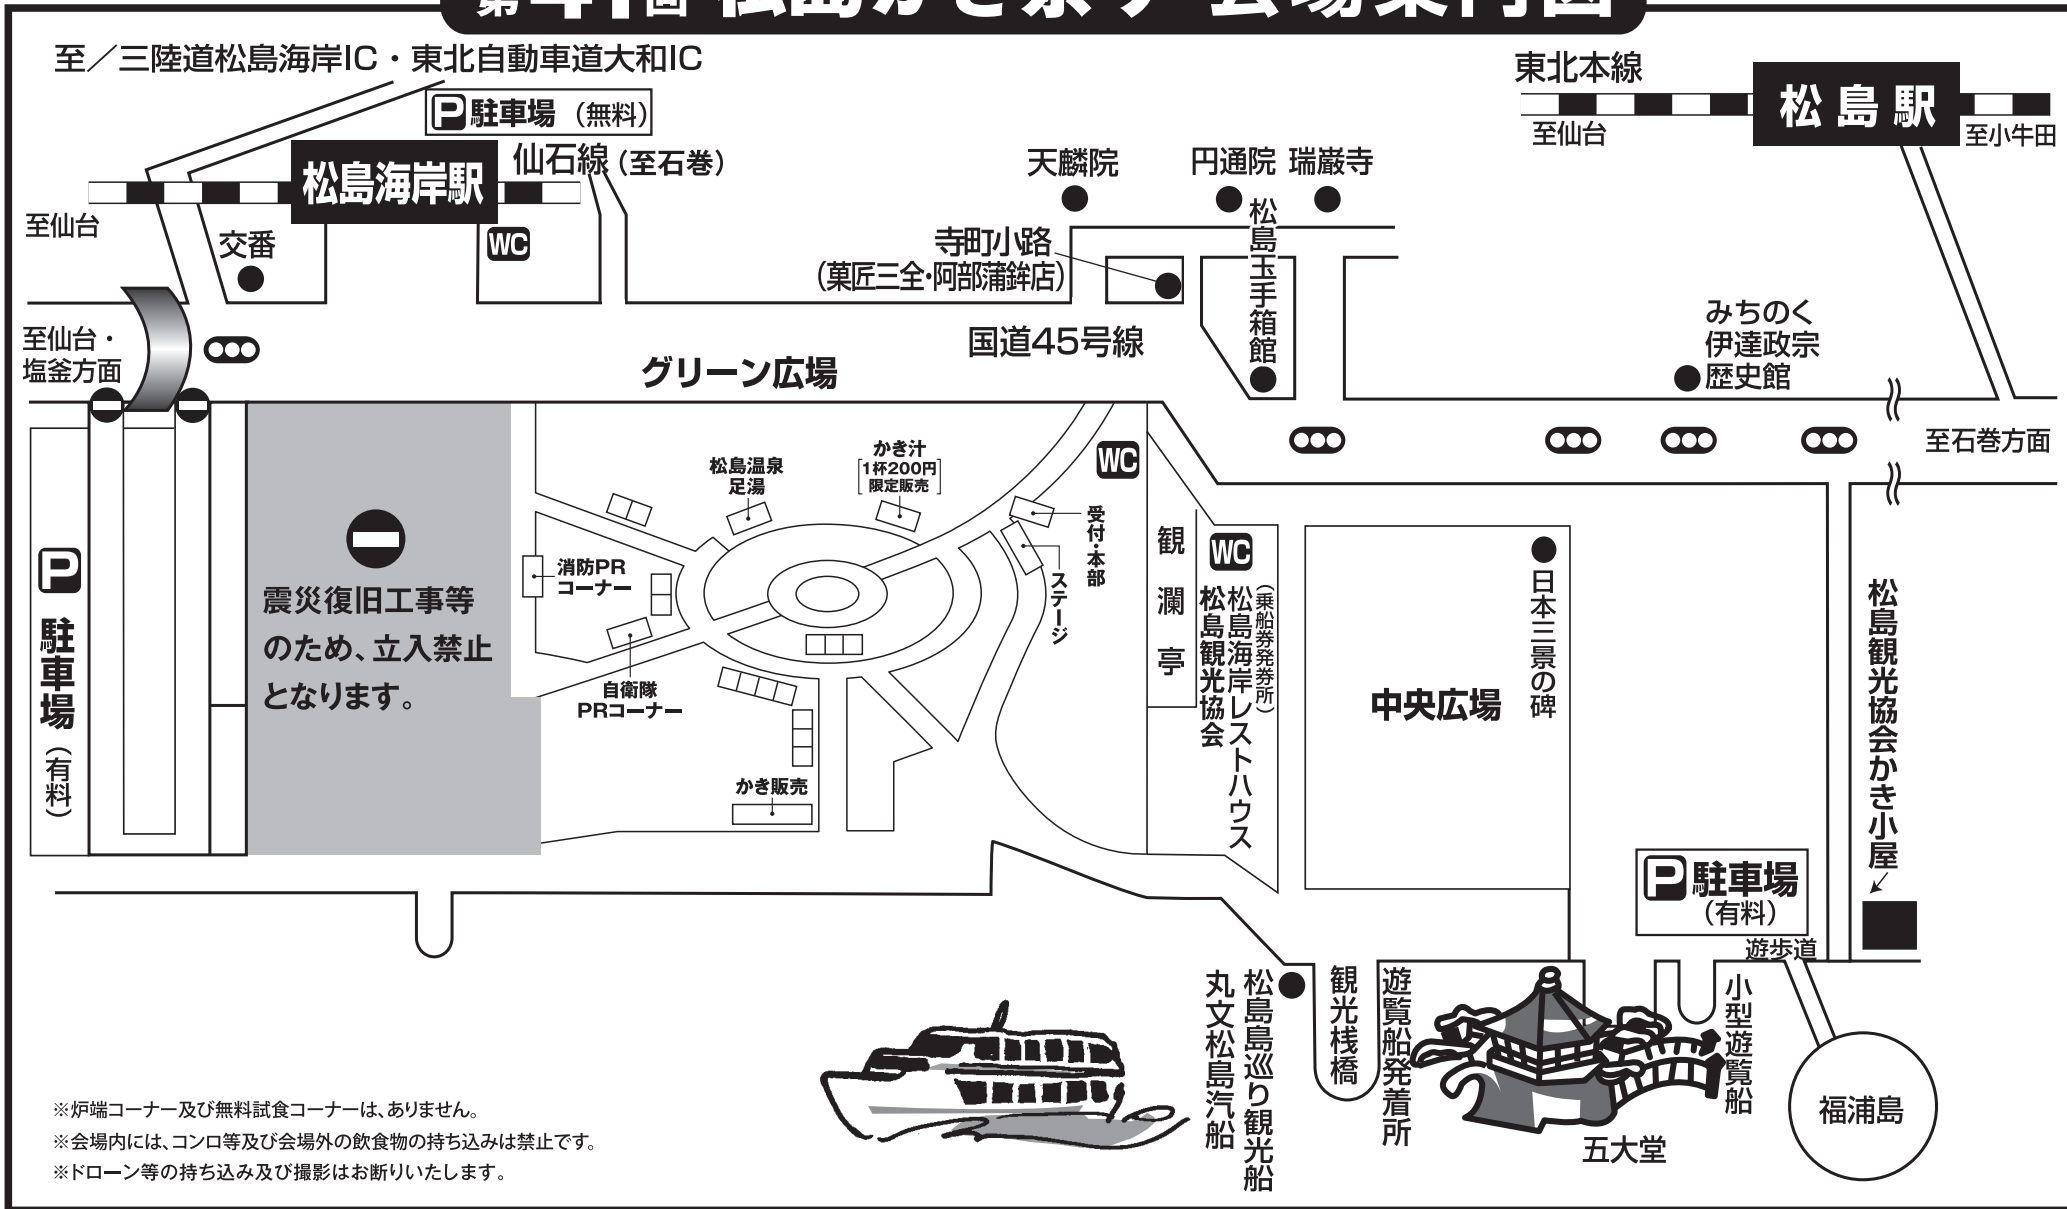 第41回 松島かき祭り 会場案内図
至／三陸道松島海岸IC・東北自動車道大和IC
P 駐車場（無料）
松島海岸駅
仙石線（至石巻）
至仙台
交番
WC
東北本線
松島駅
至仙台
至小牛田
天麟院
円通院
瑞巌寺
寺町小路
（菓匠三全・阿部蒲鉾店）
松島玉手箱館
国道45号線
みちのく
伊達政宗
歴史館
至仙台・
塩釜方面
グリーン広場
至石巻方面
松島温泉
足湯
かき汁
1杯200円
限定販売
WC
受付・本部
ステージ
消防PR
コーナー
自衛隊
PRコーナー
かき販売
震災復旧工事等
のため、立入禁止
となります。
P 駐車場（有料）
観瀾亭
WC
（乗船券発券所）
松島海岸レストハウス
松島観光協会
中央広場
日本三景の碑
松島観光協会かき小屋
P 駐車場
（有料）
遊歩道
松島島巡り観光船
丸文松島汽船
観光桟橋
遊覧船発着所
五大堂
小型遊覧船
福浦島
※炉端コーナー及び無料試食コーナーは、ありません。
※会場内には、コンロ等及び会場外の飲食物の持ち込みは禁止です。
※ドローン等の持ち込み及び撮影はお断りいたします。